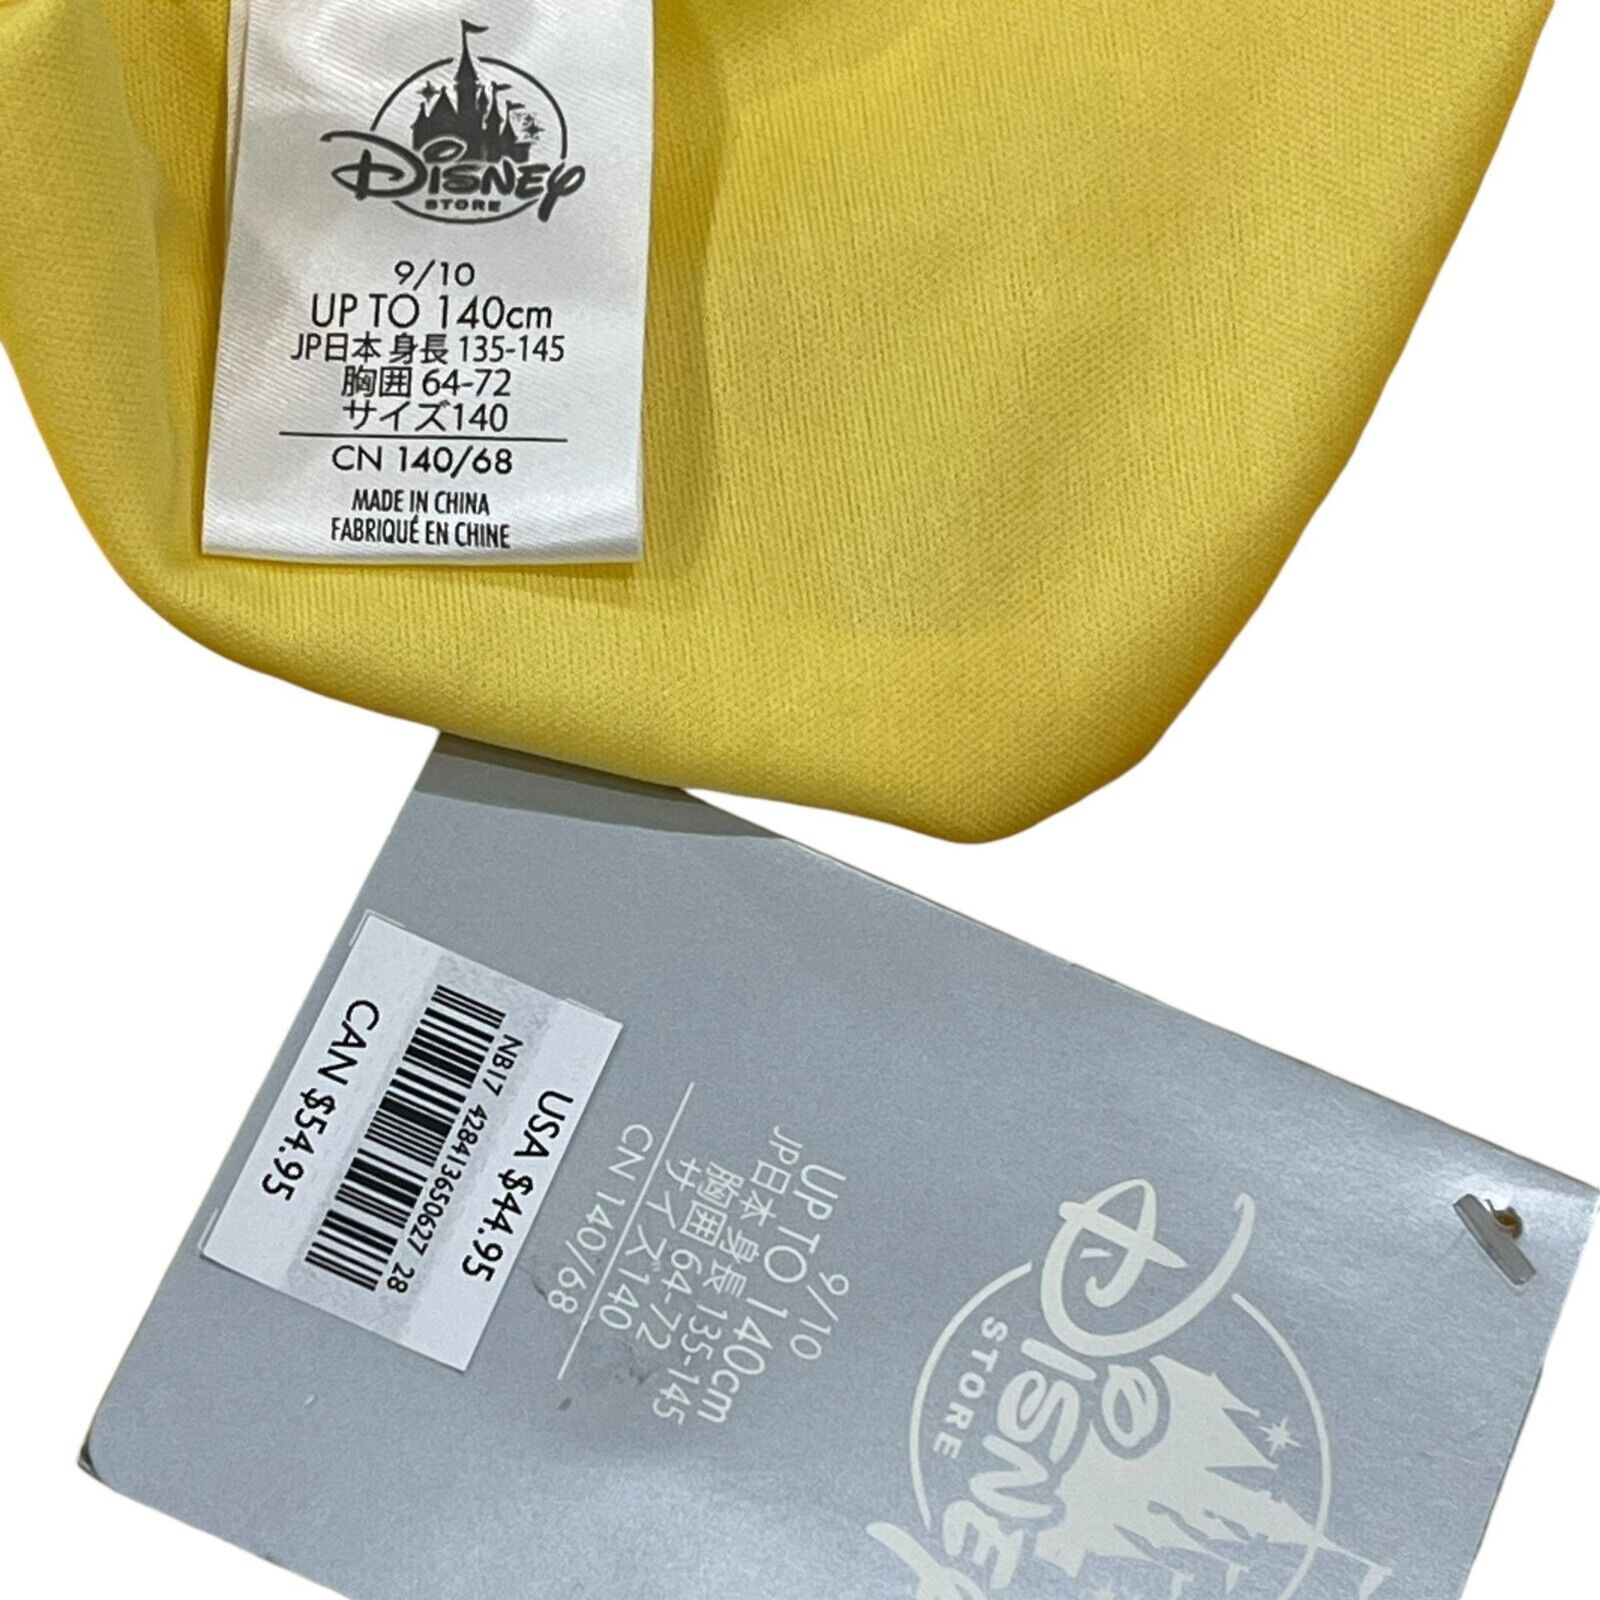 Disney
STORE
9/10
UP TO 140cm
JP日本 身長 135-145
胸囲 64-72
サイズ140
CN 140/68
MADE IN CHINA
FABRIQUÉ EN CHINE
USA $44.95
NB17 428413650627 28
CAN $54.95
Disney
STORE
9/10
UP TO 140cm
JP日本 身長 135-145
胸囲 64-72
サイズ140
CN 140/68